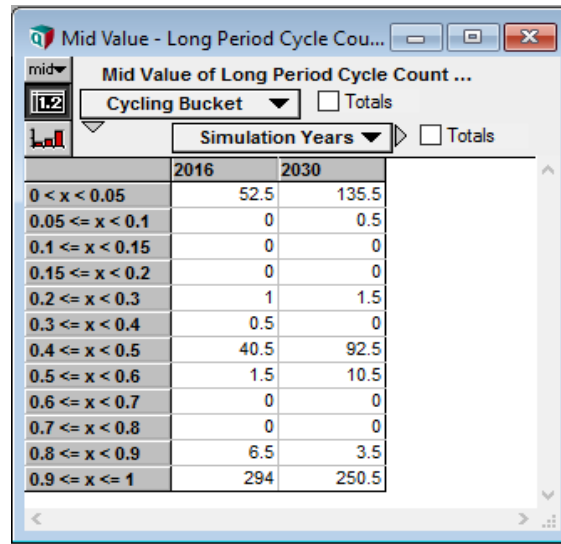 Mid Value - Long Period Cycle Cou...
mid Mid Value of Long Period Cycle Count ...
1.2 Cycling Bucket Totals
Simulation Years Totals
2016 2030
0 < x < 0.05 52.5 135.5
0.05 <= x < 0.1 0 0.5
0.1 <= x < 0.15 0 0
0.15 <= x < 0.2 0 0
0.2 <= x < 0.3 1 1.5
0.3 <= x < 0.4 0.5 0
0.4 <= x < 0.5 40.5 92.5
0.5 <= x < 0.6 1.5 10.5
0.6 <= x < 0.7 0 0
0.7 <= x < 0.8 0 0
0.8 <= x < 0.9 6.5 3.5
0.9 <= x <= 1 294 250.5